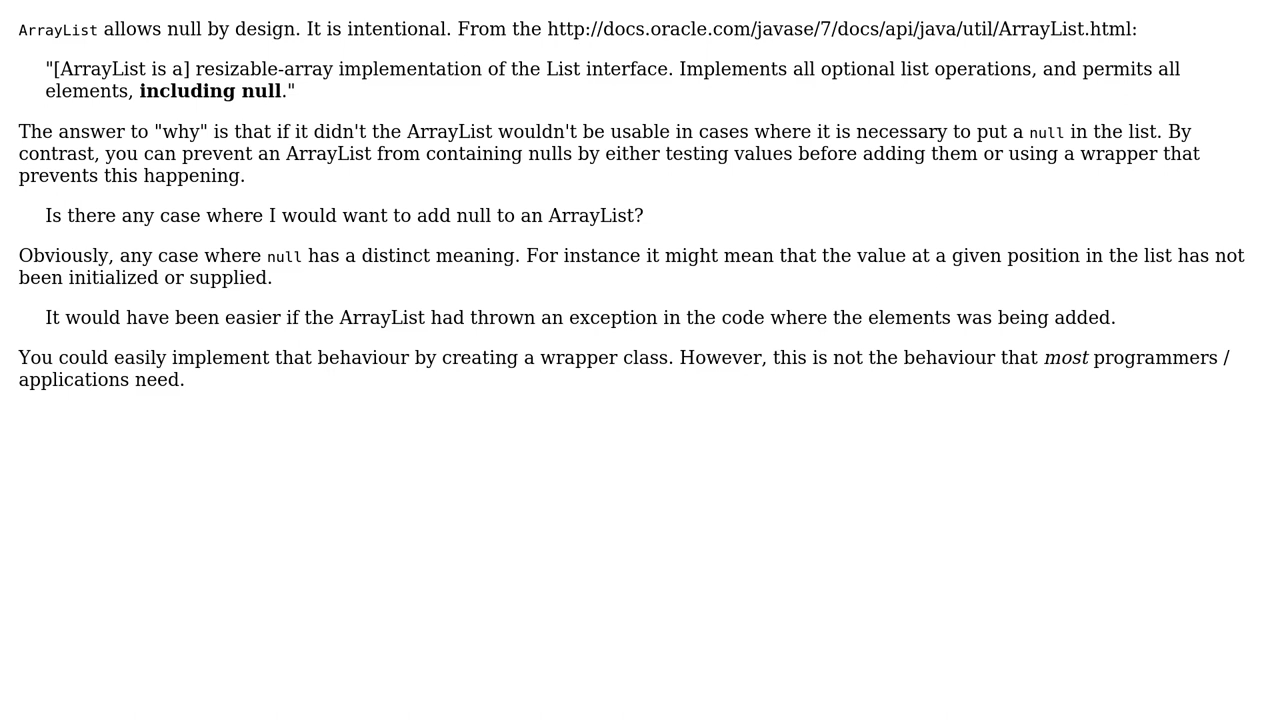 ArrayList allows null by design. It is intentional. From the http://docs.oracle.com/javase/7/docs/api/java/util/ArrayList.html:
"[ArrayList is a] resizable-array implementation of the List interface. Implements all optional list operations, and permits all
elements, including null."
The answer to "why" is that if it didn't the ArrayList wouldn't be usable in cases where it is necessary to put a null in the list. By
contrast, you can prevent an ArrayList from containing nulls by either testing values before adding them or using a wrapper that
prevents this happening.
Is there any case where I would want to add null to an ArrayList?
Obviously, any case where null has a distinct meaning. For instance it might mean that the value at a given position in the list has not
been initialized or supplied.
It would have been easier if the ArrayList had thrown an exception in the code where the elements was being added.
You could easily implement that behaviour by creating a wrapper class. However, this is not the behaviour that most programmers /
applications need.